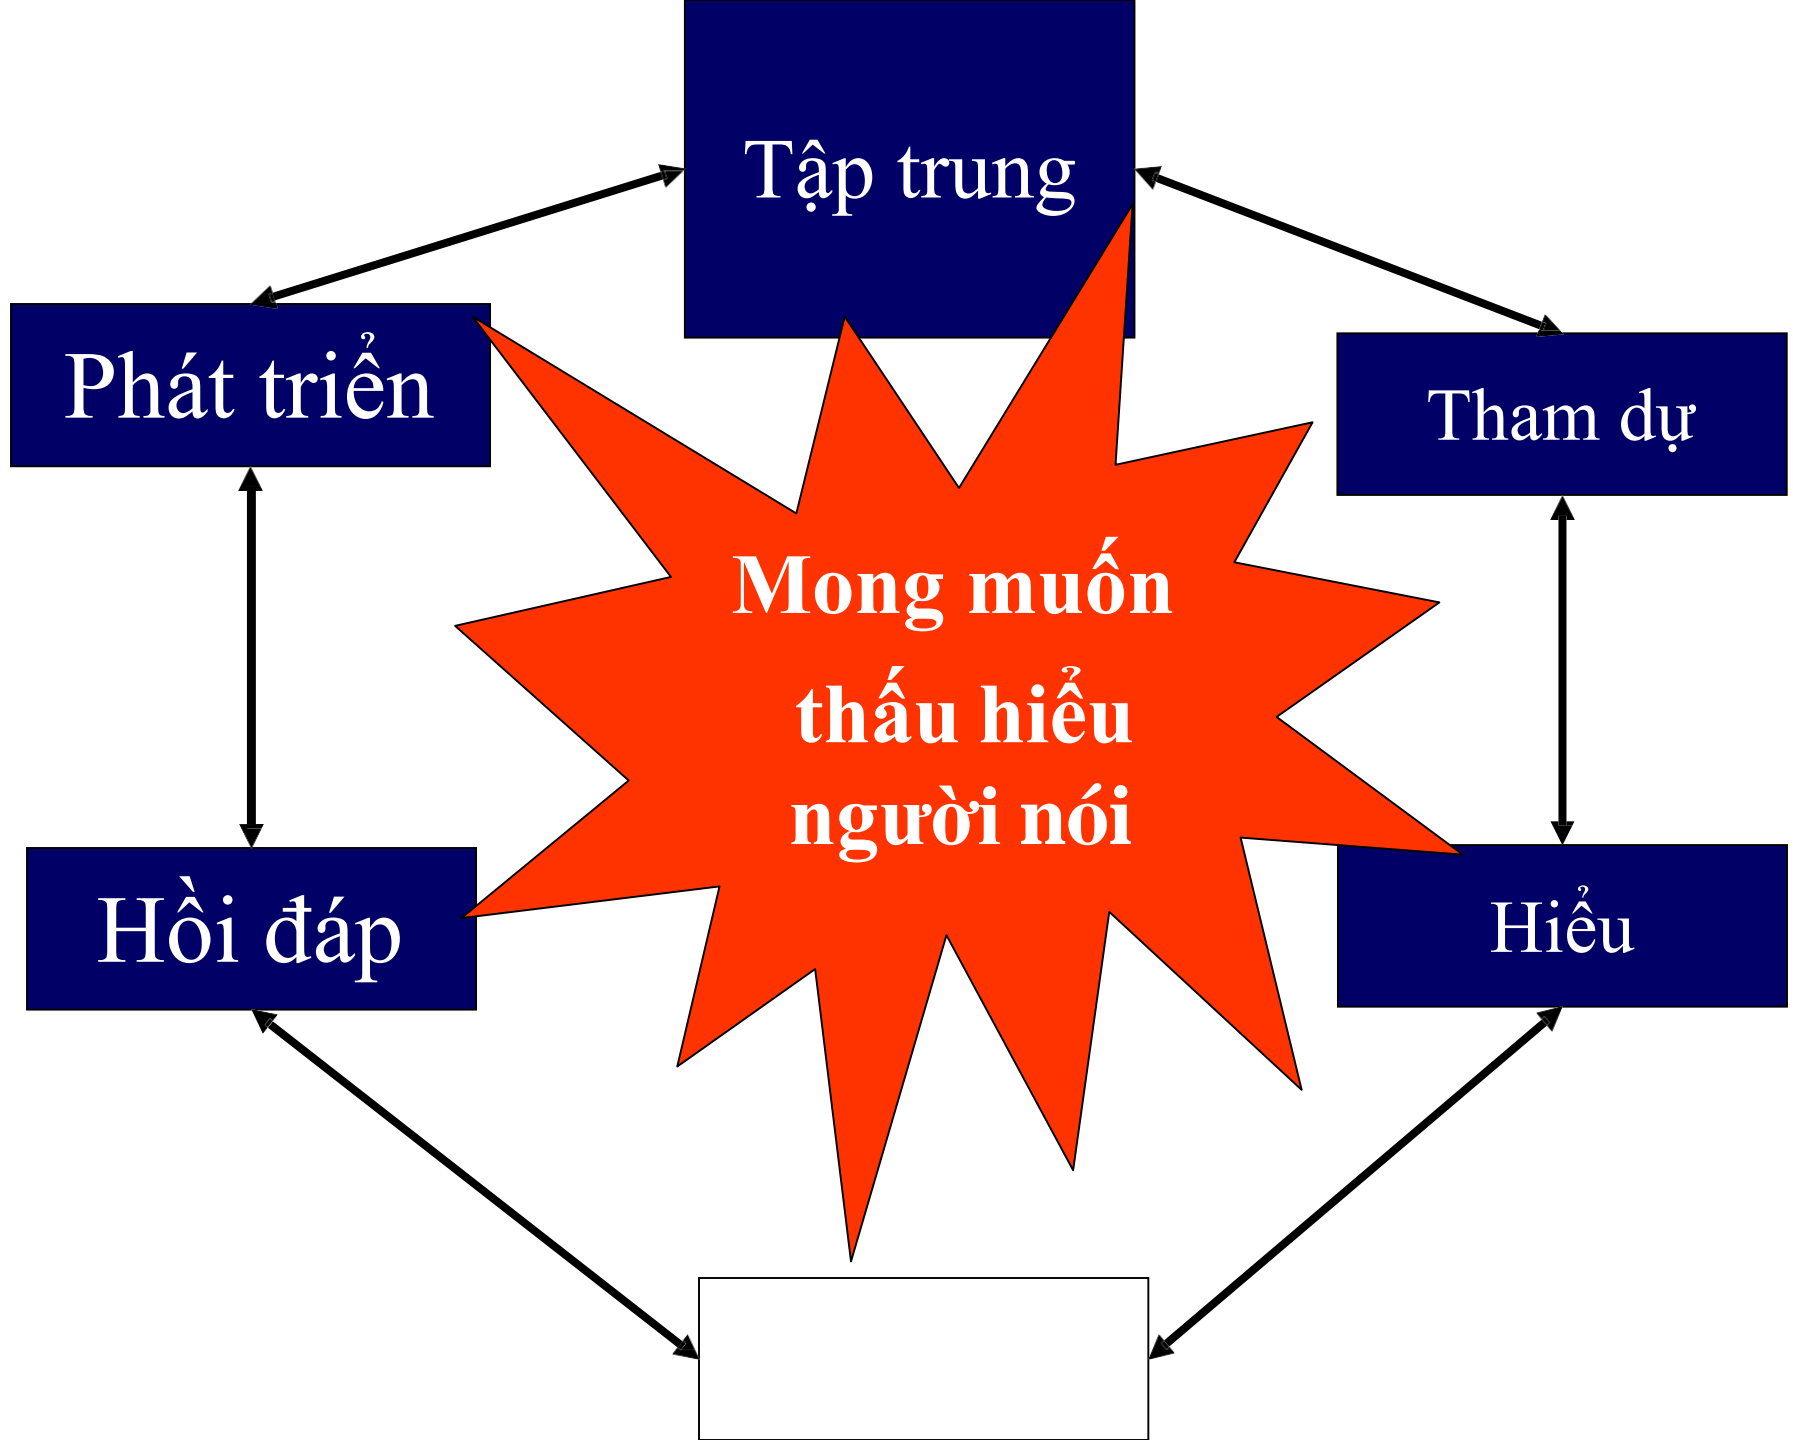 Tập trung
Phát triển
Tham dự
Mong muốn
thấu hiểu
người nói
Hồi đáp
Hiểu